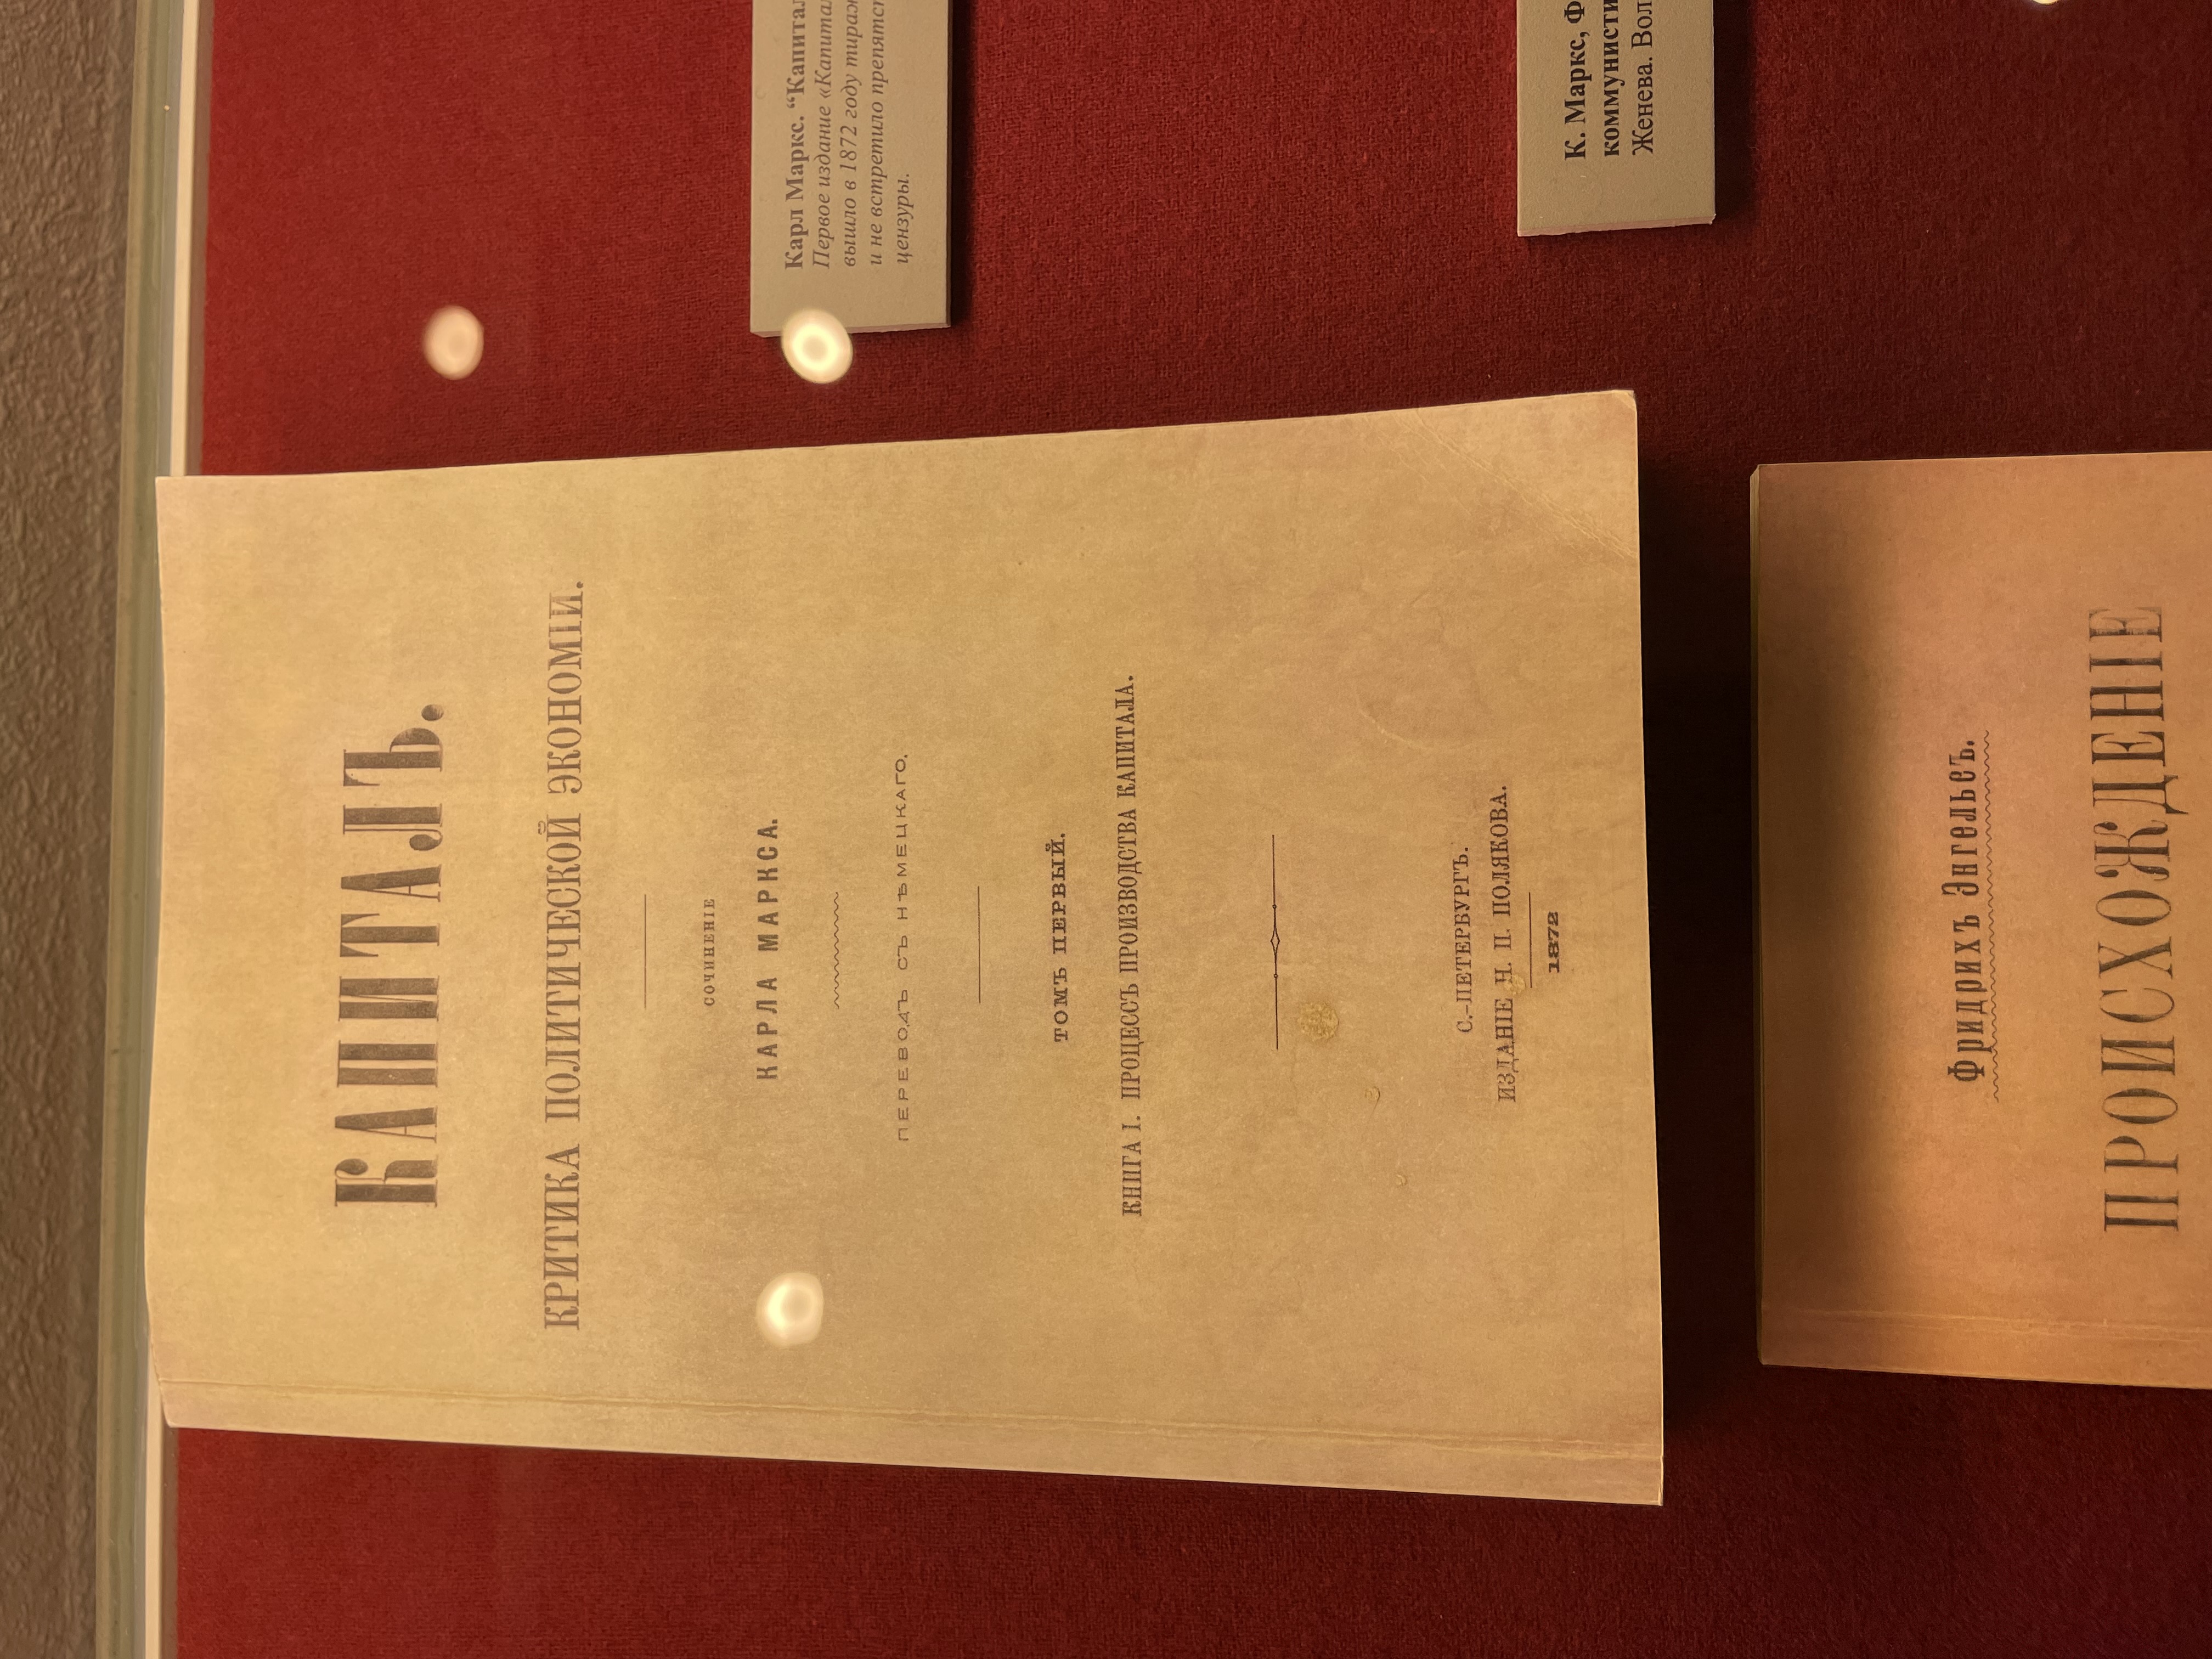 Карл Маркс. “Капитал
Первое издание «Капитал
вышло в 1872 году тираж
и не встретило препятст
цензуры.
К. Маркс, Ф
коммунисти
Женева. Вол
КАПИТАЛЪ.
КРИТИКА ПОЛИТИЧЕСКОЙ ЭКОНОМІИ.
СОЧИНЕНІЕ
КАРЛА МАРКСА.
ПЕРЕВОДЪ СЪ НѢМЕЦКАГО.
ТОМЪ ПЕРВЫЙ.
КНИГА I. ПРОЦЕССЪ ПРОИЗВОДСТВА КАПИТАЛА.
С.-ПЕТЕРБУРГЪ.
ИЗДАНІЕ Н. П. ПОЛЯКОВА.
1872
Фридрихъ Энгельсъ.
ПРОИСХОЖДЕНІЕ